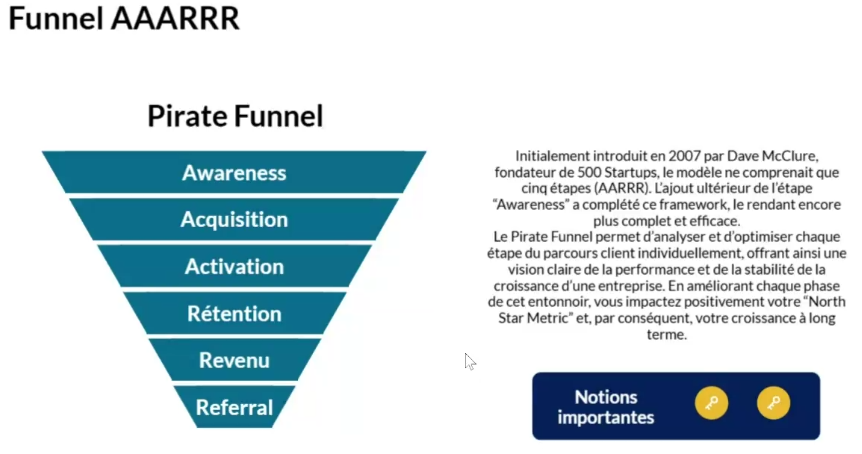 Funnel AAARRR
Pirate Funnel
Awareness
Acquisition
Activation
Rétention
Revenu
Referral
Initialement introduit en 2007 par Dave McClure,
fondateur de 500 Startups, le modèle ne comprenait que
cinq étapes (AARRR). L'ajout ultérieur de l'étape
“Awareness” a complété ce framework, le rendant encore
plus complet et efficace.
Le Pirate Funnel permet d'analyser et d'optimiser chaque
étape du parcours client individuellement, offrant ainsi une
vision claire de la performance et de la stabilité de la
croissance d'une entreprise. En améliorant chaque phase
de cet entonnoir, vous impactez positivement votre “North
Star Metric” et, par conséquent, votre croissance à long
terme.
Notions
importantes